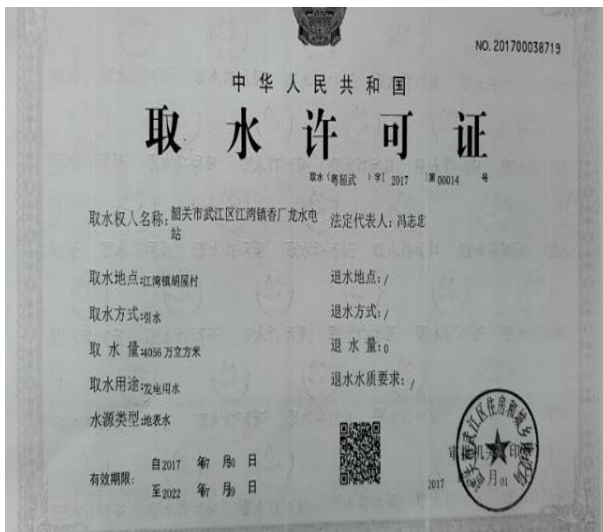 NO. 201700038719
中华人民共和国
取水许可证
取水（粤韶武）字[ 2017 ]第 00014 号
取水权人名称: 韶关市武江区江湾镇香厂龙水电站 法定代表人: 冯志忠
取水地点: 江湾镇胡屋村 退水地点: /
取水方式: 引水 退水方式: /
取水量: 4056 万立方米 退水量: 0
取水用途: 发电用水 退水水质要求: /
水源类型: 地表水
有效期限: 自2017 年 月 日
至2022 年 月 日
2017 月01